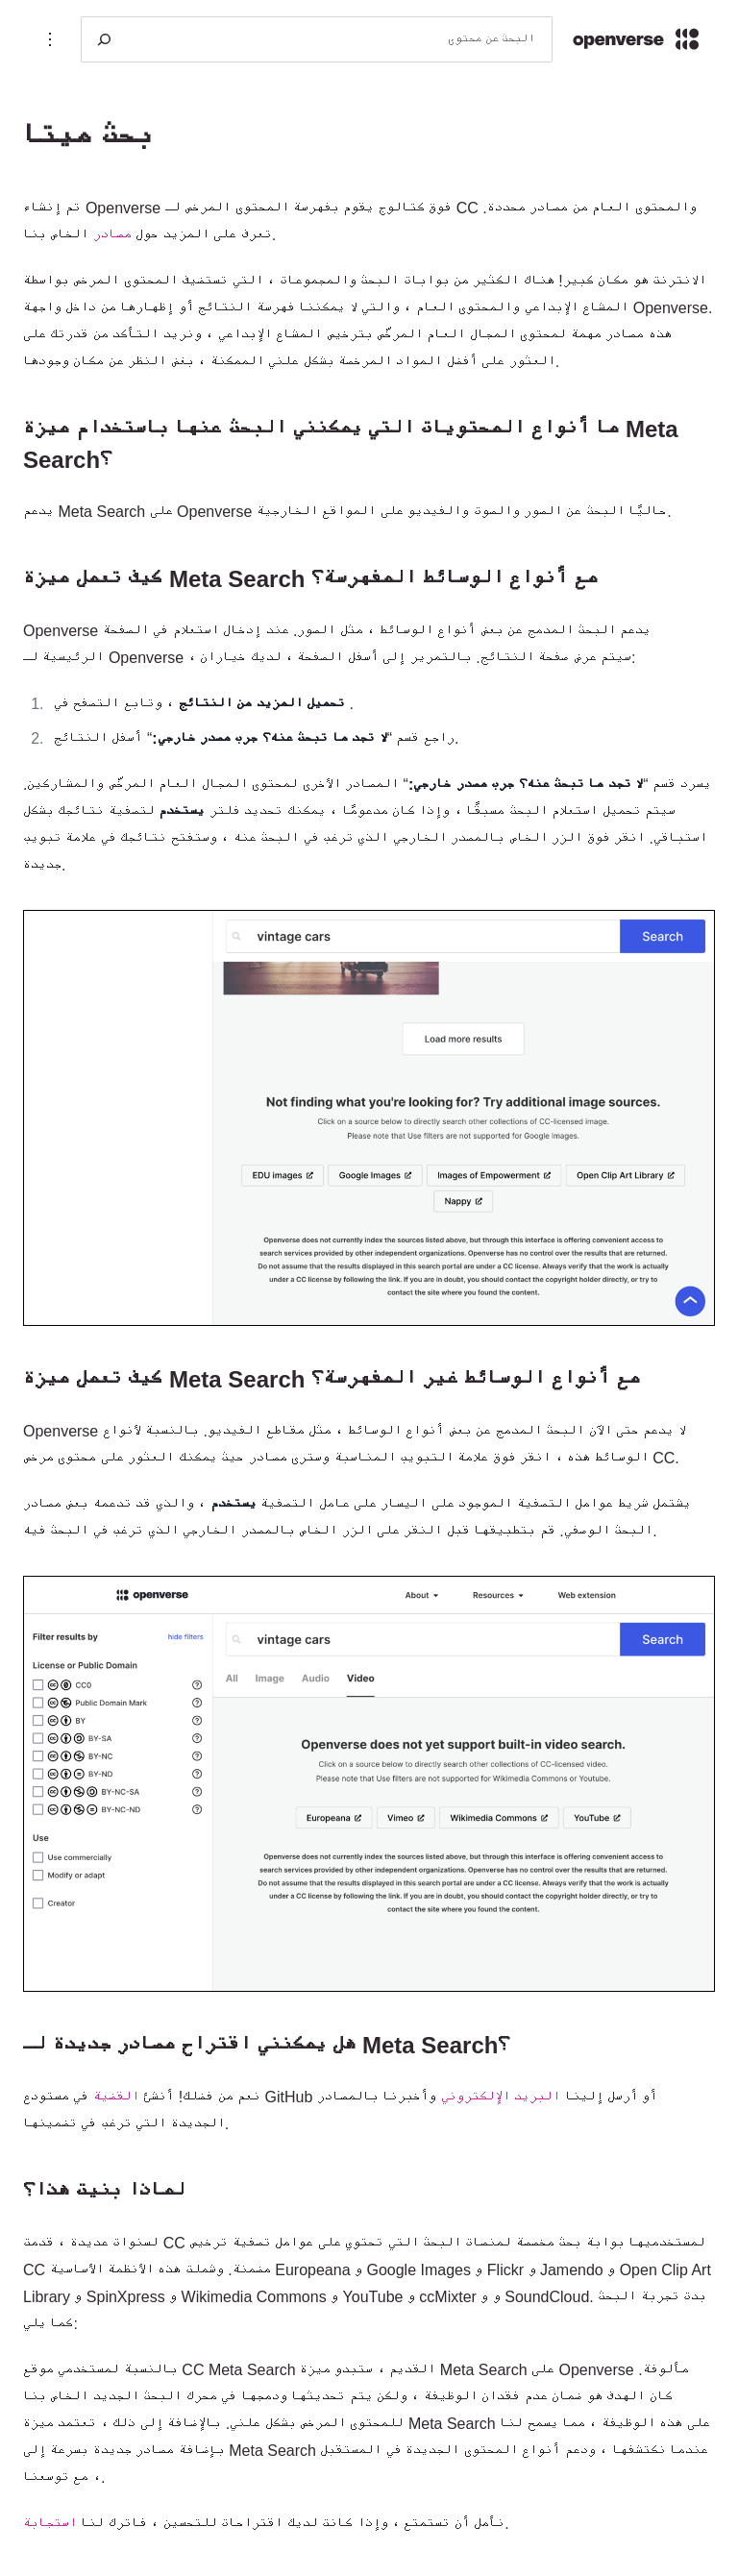 openverse
البحث عن محتوى
بحث ميتا
تم إنشاء Openverse فوق كتالوج يقوم بفهرسة المحتوى المرخص لـ CC والمحتوى العام من مصادر محددة.
تعرف على المزيد حول مصادر الخاص بنا.
الانترنت هو مكان كبير! هناك الكثير من بوابات البحث والمجموعات ، التي تستضيف المحتوى المرخص بواسطة
المشاع الإبداعي والمحتوى العام ، والتي لا يمكننا فهرسة النتائج أو إظهارها من داخل واجهة Openverse.
هذه مصادر مهمة لمحتوى المجال العام المرخّص بترخيص المشاع الإبداعي ، ونريد التأكد من قدرتك على
العثور على أفضل المواد المرخصة بشكل علني الممكنة ، بغض النظر عن مكان وجودها.
ما أنواع المحتويات التي يمكنني البحث عنها باستخدام ميزة Meta
Search؟
يدعم Meta Search على Openverse حاليًا البحث عن الصور والصوت والفيديو على المواقع الخارجية.
كيف تعمل ميزة Meta Search مع أنواع الوسائط المفهرسة؟
Openverse يدعم البحث المدمج عن بعض أنواع الوسائط ، مثل الصور. عند إدخال استعلام في الصفحة
الرئيسية لـ Openverse ، سيتم عرض صفحة النتائج. بالتمرير إلى أسفل الصفحة ، لديك خياران:
1. تحميل المزيد من النتائج ، وتابع التصفح في .
2. راجع قسم “لا تجد ما تبحث عنه؟ جرب مصدر خارجي:“ أسفل النتائج.
يسرد قسم “لا تجد ما تبحث عنه؟ جرب مصدر خارجي:“ المصادر الأخرى لمحتوى المجال العام المرخّص والمشاركين.
سيتم تحميل استعلام البحث مسبقًا ، وإذا كان مدعومًا ، يمكنك تحديد فلتر يستخدم لتصفية نتائجك بشكل
استباقي. انقر فوق الزر الخاص بالمصدر الخارجي الذي ترغب في البحث عنه ، وستفتح نتائجك في علامة تبويب
جديدة.
vintage cars
Search
Load more results
Not finding what you're looking for? Try additional image sources.
Click on a source below to directly search other collections of CC-licensed image.
Please note that Use filters are not supported for Google Images.
EDU images Google Images Images of Empowerment Open Clip Art Library
Nappy
Openverse does not currently index the sources listed above, but through this interface is offering convenient access to
search services provided by other independent organizations. Openverse has no control over the results that are returned.
Do not assume that the results displayed in this search portal are under a CC license. Always verify that the work is actually
under a CC license by following the link. If you are in doubt, you should contact the copyright holder directly, or try to
contact the site where you found the content.
كيف تعمل ميزة Meta Search مع أنواع الوسائط غير المفهرسة؟
Openverse لا يدعم حتى الآن البحث المدمج عن بعض أنواع الوسائط ، مثل مقاطع الفيديو. بالنسبة لأنواع
الوسائط هذه ، انقر فوق علامة التبويب المناسبة وسترى مصادر حيث يمكنك العثور على محتوى مرخص CC.
يشتمل شريط عوامل التصفية الموجود على اليسار على عامل التصفية يستخدم ، والذي قد تدعمه بعض مصادر
البحث الوصفي. قم بتطبيقها قبل النقر على الزر الخاص بالمصدر الخارجي الذي ترغب في البحث فيه.
openverse
About Resources Web extension
Filter results by hide filters
vintage cars
Search
License or Public Domain
All Image Audio Video
CC0
Public Domain Mark
BY
BY-SA
BY-NC
BY-ND
BY-NC-SA
BY-NC-ND
Use
Use commercially
Modify or adapt
Creator
Openverse does not yet support built-in video search.
Click on a source below to directly search other collections of CC-licensed video.
Please note that Use filters are not supported for Wikimedia Commons or Youtube.
Europeana Vimeo Wikimedia Commons YouTube
Openverse does not currently index the sources listed above, but through this interface is offering convenient access to
search services provided by other independent organizations. Openverse has no control over the results that are returned.
Do not assume that the results displayed in this search portal are under a CC license. Always verify that the work is actually
under a CC license by following the link. If you are in doubt, you should contact the copyright holder directly, or try to
contact the site where you found the content.
هل يمكنني اقتراح مصادر جديدة لـ Meta Search؟
نعم من فضلك! أنشئ القضية في مستودع GitHub أو أرسل إلينا البريد الإلكتروني وأخبرنا بالمصادر
الجديدة التي ترغب في تضمينها.
لماذا بنيت هذا؟
لسنوات عديدة ، قدمت CC لمستخدميها بوابة بحث مخصصة لمنصات البحث التي تحتوي على عوامل تصفية ترخيص
CC مضمنة. وشملت هذه الأنظمة الأساسية Europeana و Google Images و Flickr و Jamendo و Open Clip Art
Library و SpinXpress و Wikimedia Commons و YouTube و ccMixter و و SoundCloud. بدت تجربة البحث
كما يلي:
بالنسبة لمستخدمي موقع CC Meta Search القديم ، ستبدو ميزة Meta Search على Openverse مألوفة.
كان الهدف هو ضمان عدم فقدان الوظيفة ، ولكن يتم تحديثها ودمجها في محرك البحث الجديد الخاص بنا
للمحتوى المرخص بشكل علني. بالإضافة إلى ذلك ، تعتمد ميزة Meta Search على هذه الوظيفة ، مما يسمح لنا
بإضافة مصادر جديدة بسرعة إلى Meta Search عندما نكتشفها ، ودعم أنواع المحتوى الجديدة في المستقبل
، مع توسعنا.
نأمل أن تستمتع ، وإذا كانت لديك اقتراحات للتحسين ، فاترك لنا استجابة.